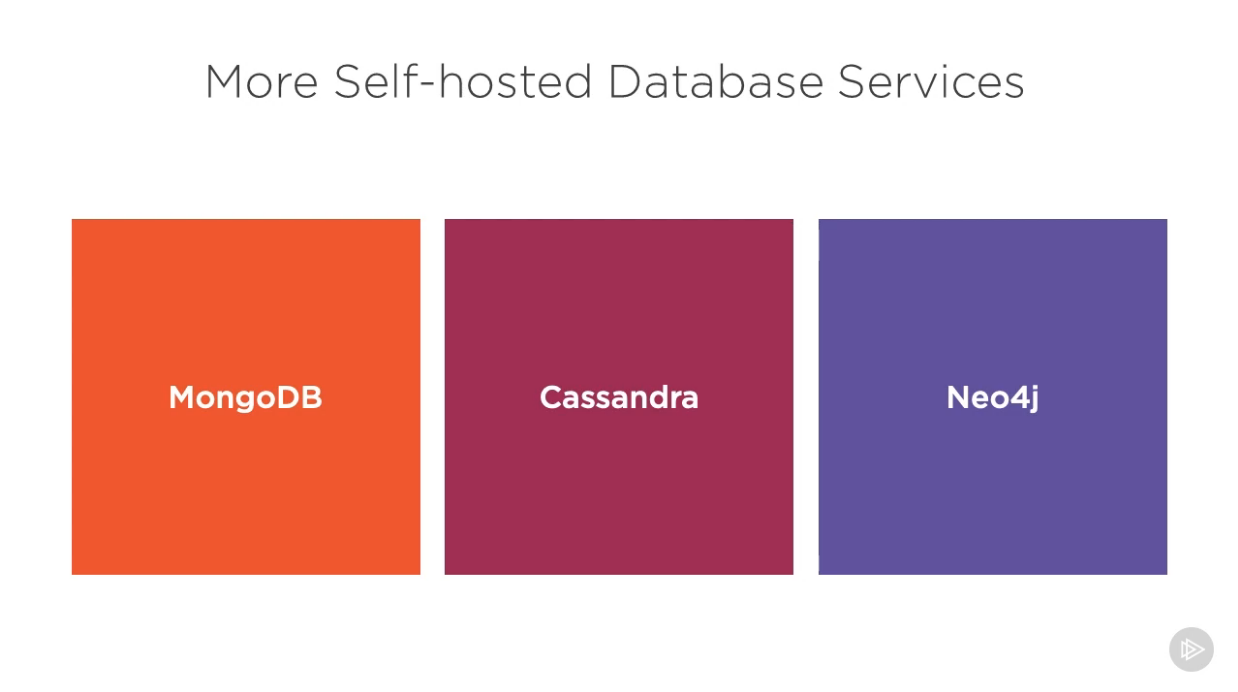 More Self-hosted Database Services
MongoDB
Cassandra
Neo4j